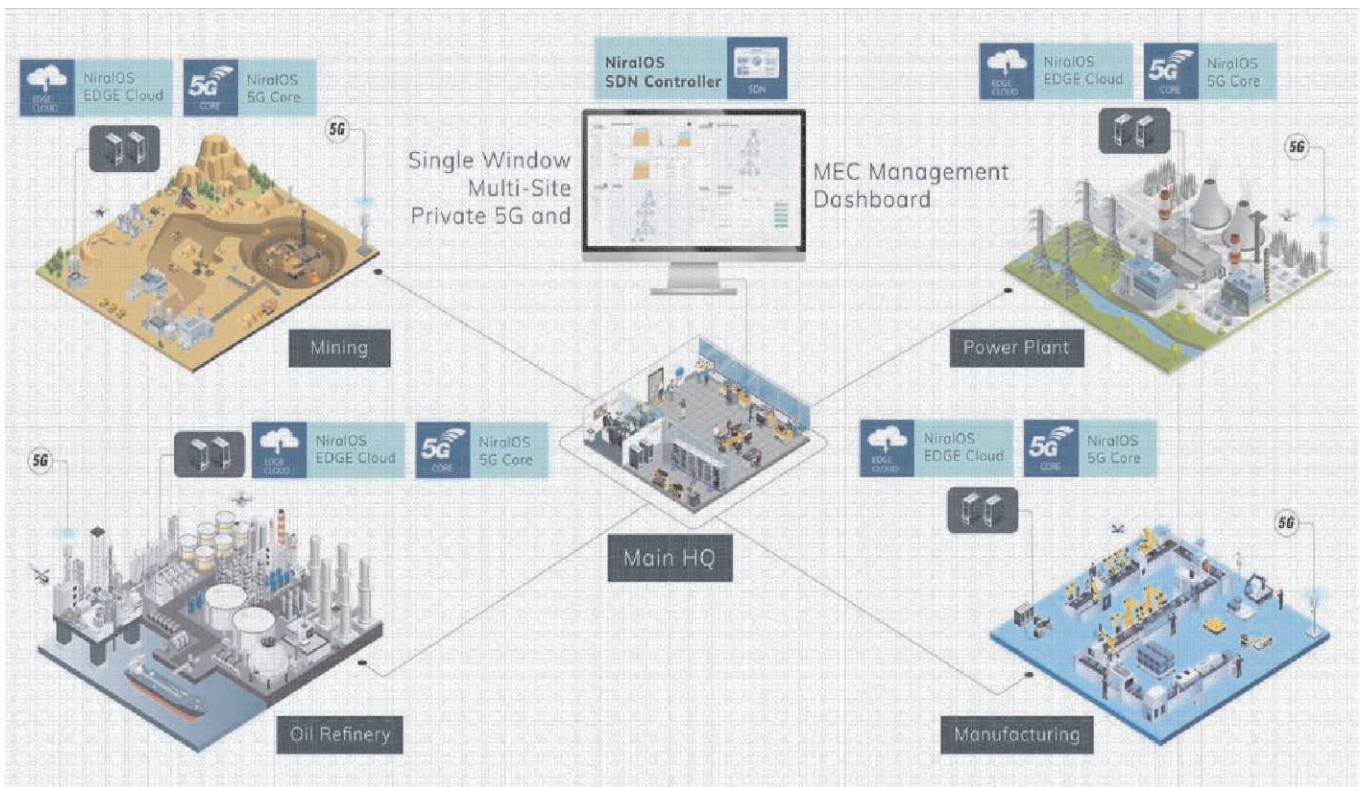 NiralOS
SDN Controller
SDN
EDGE
CLOUD
NiralOS
EDGE Cloud
5G
CORE
NiralOS
5G Core
5G
Single Window
Multi-Site
Private 5G and
MEC Management
Dashboard
EDGE
CLOUD
NiralOS
EDGE Cloud
5G
CORE
NiralOS
5G Core
5G
Mining
Power Plant
5G
EDGE
CLOUD
NiralOS
EDGE Cloud
5G
CORE
NiralOS
5G Core
Main HQ
EDGE
CLOUD
NiralOS
EDGE Cloud
5G
CORE
NiralOS
5G Core
5G
Oil Refinery
Manufacturing